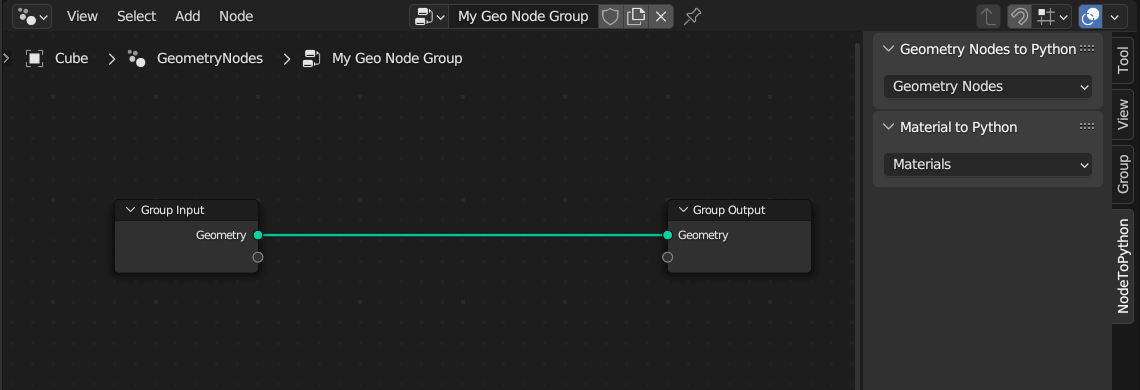 View Select Add Node My Geo Node Group
Cube GeometryNodes My Geo Node Group
Group Input
Geometry
Group Output
Geometry
Geometry Nodes to Python
Geometry Nodes
Material to Python
Materials
Tool
View
Group
NodeToPython